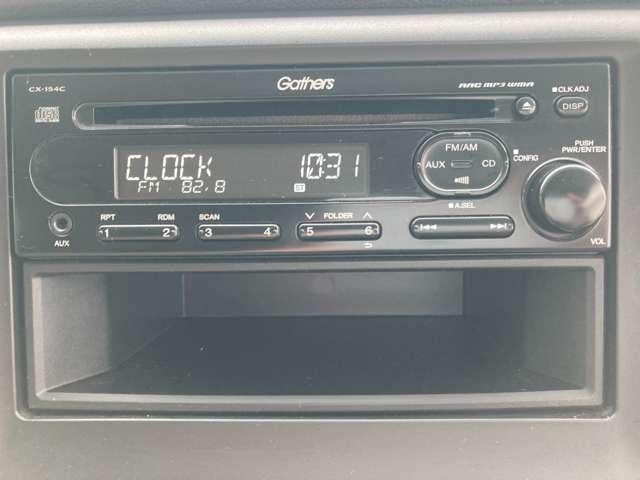 Gathers
CX-154C
AAC MP3 WMA
CLK ADJ
DISP
CLOCK 10:31
FM 82.8 ST
FM/AM
AUX CD
CONFIG
PUSH
PWR/ENTER
VOL
A.SEL
AUX
RPT RDM SCAN FOLDER
1 2 3 4 5 6